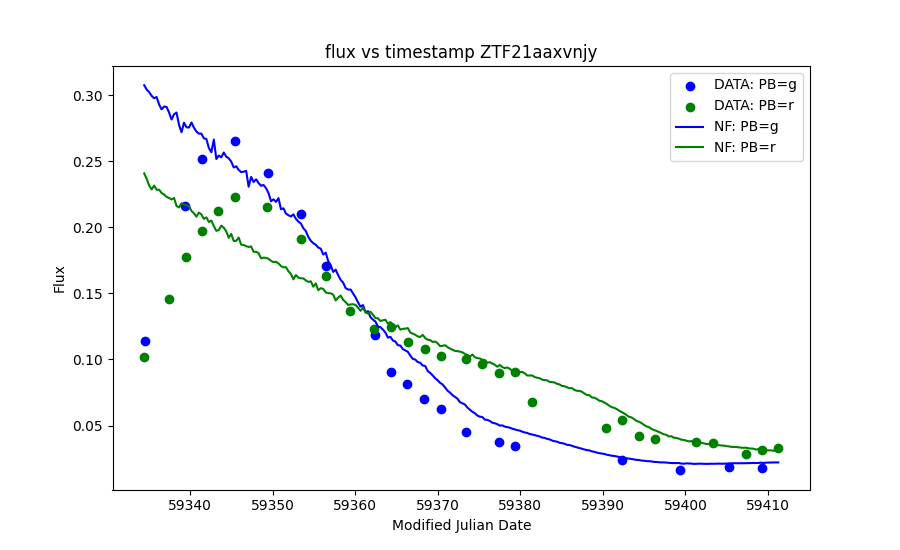 flux vs timestamp ZTF21aaxvnjy
DATA: PB=g
DATA: PB=r
NF: PB=g
NF: PB=r
0.30
0.25
0.20
0.15
0.10
0.05
Flux
59340 59350 59360 59370 59380 59390 59400 59410
Modified Julian Date